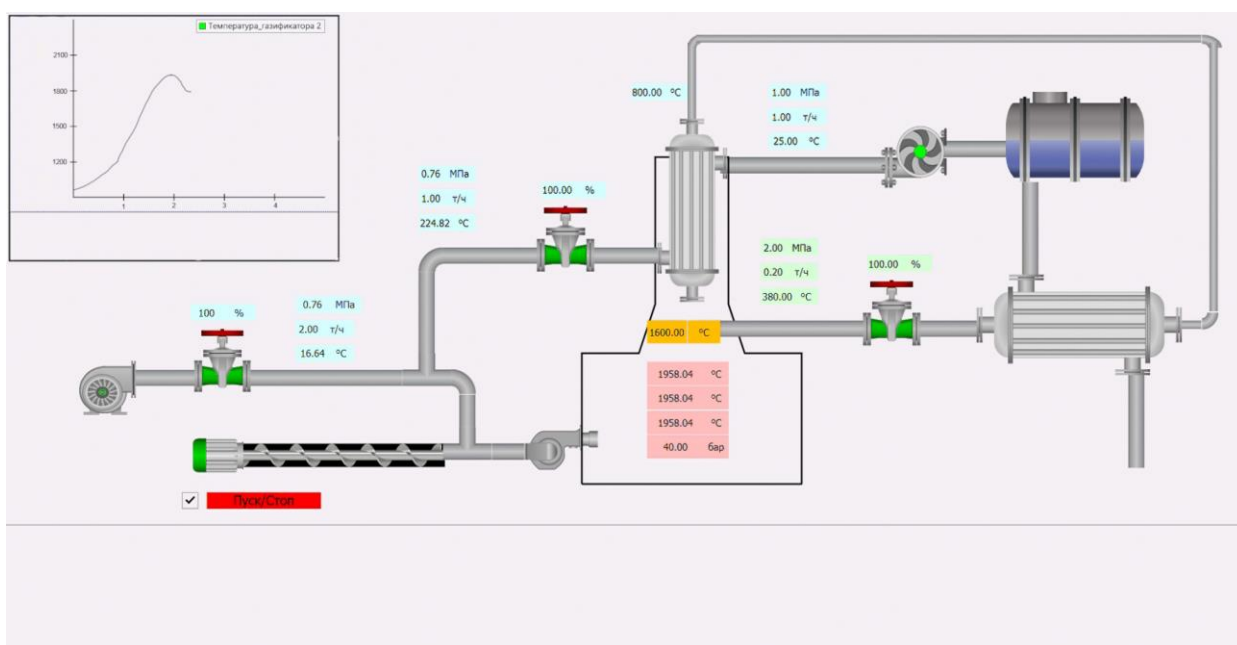 Температура_газификатора 2
2100
1800
1500
1200
1 2 3 4
800.00 °C
1.00 МПа
1.00 т/ч
25.00 °C
0.76 МПа
1.00 т/ч
224.82 °C
100.00 %
2.00 МПа
0.20 т/ч
380.00 °C
100.00 %
100 %
0.76 МПа
2.00 т/ч
16.64 °C
1600.00 °C
1958.04 °C
1958.04 °C
1958.04 °C
40.00 бар
Пуск/Стоп